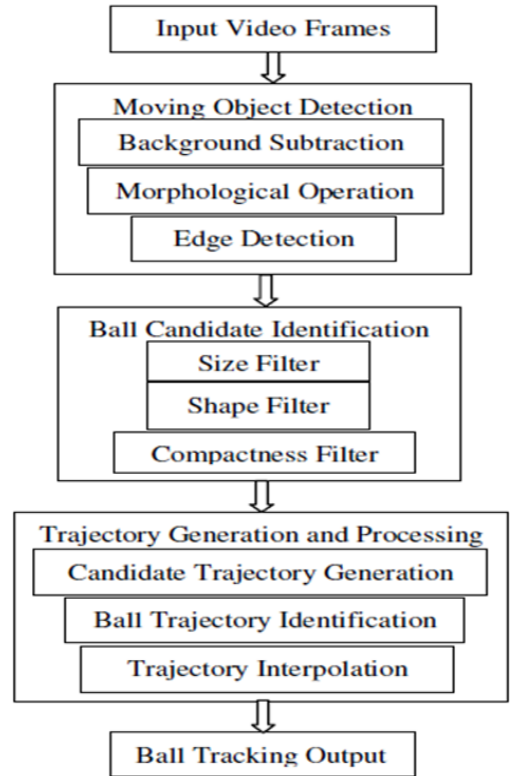 Input Video Frames
Moving Object Detection
Background Subtraction
Morphological Operation
Edge Detection
Ball Candidate Identification
Size Filter
Shape Filter
Compactness Filter
Trajectory Generation and Processing
Candidate Trajectory Generation
Ball Trajectory Identification
Trajectory Interpolation
Ball Tracking Output